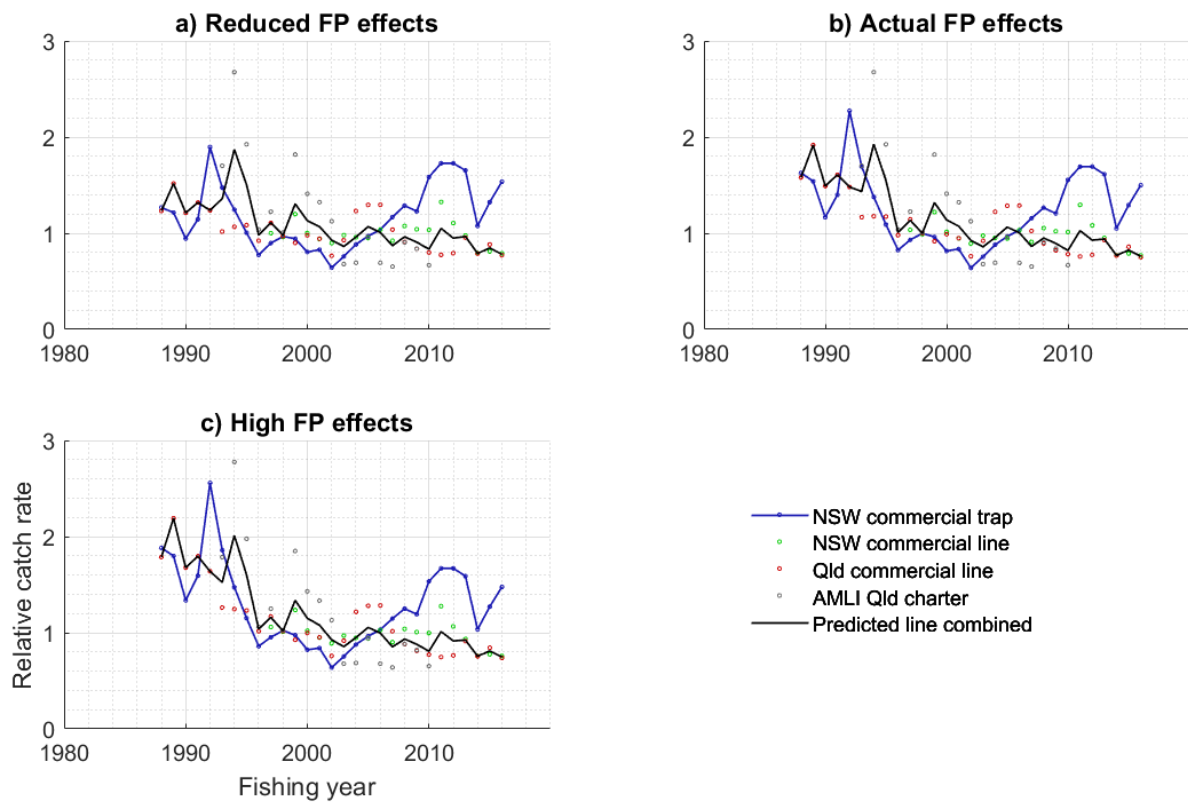 a) Reduced FP effects
3
2
1
0
1980 1990 2000 2010
b) Actual FP effects
3
2
1
0
1980 1990 2000 2010
c) High FP effects
Relative catch rate
3
2
1
0
1980 1990 2000 2010
Fishing year
NSW commercial trap
NSW commercial line
Qld commercial line
AMLI Qld charter
Predicted line combined